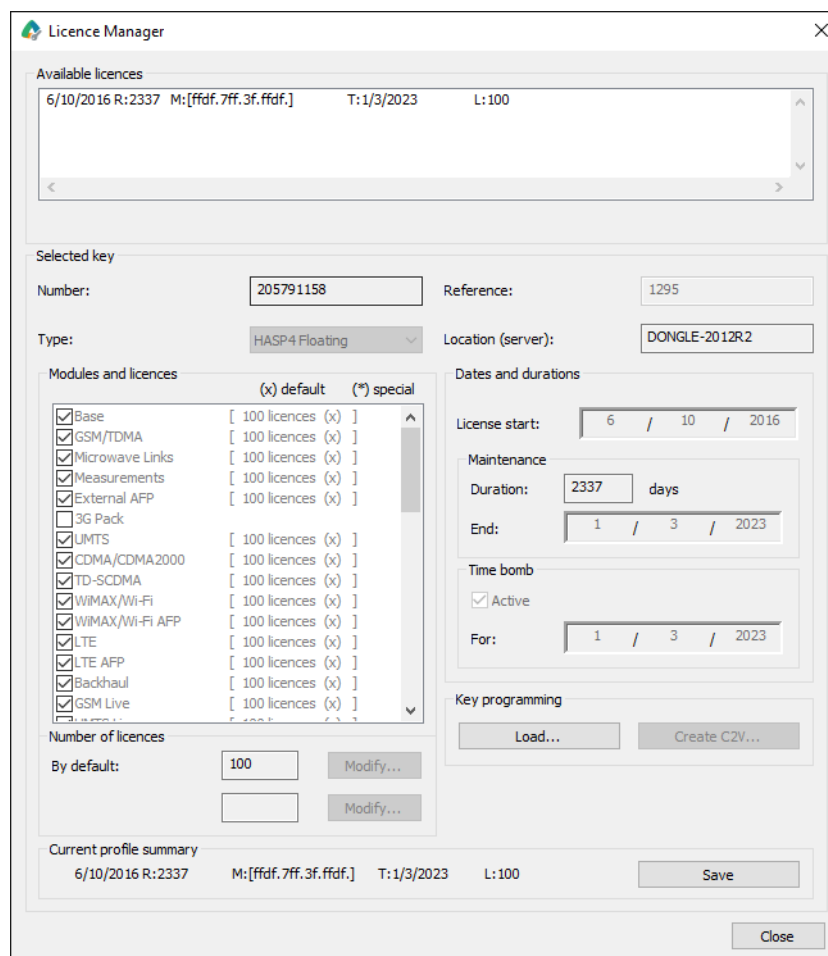 Licence Manager
Available licences
6/10/2016 R:2337 M:[ffdf.7ff.3f.ffdf.] T:1/3/2023 L:100
Selected key
Number: 205791158 Reference: 1295
Type: HASP4 Floating Location (server): DONGLE-2012R2
Modules and licences
(x) default (*) special
Base [ 100 licences (x) ]
GSM/TDMA [ 100 licences (x) ]
Microwave Links [ 100 licences (x) ]
Measurements [ 100 licences (x) ]
External AFP [ 100 licences (x) ]
3G Pack
UMTS [ 100 licences (x) ]
CDMA/CDMA2000 [ 100 licences (x) ]
TD-SCDMA [ 100 licences (x) ]
WiMAX/Wi-Fi [ 100 licences (x) ]
WiMAX/Wi-Fi AFP [ 100 licences (x) ]
LTE [ 100 licences (x) ]
LTE AFP [ 100 licences (x) ]
Backhaul [ 100 licences (x) ]
GSM Live [ 100 licences (x) ]
Dates and durations
License start: 6 / 10 / 2016
Maintenance
Duration: 2337 days
End: 1 / 3 / 2023
Time bomb
Active
For: 1 / 3 / 2023
Key programming
Load... Create C2V...
Number of licences
By default: 100 Modify...
Modify...
Current profile summary
6/10/2016 R:2337 M:[ffdf.7ff.3f.ffdf.] T:1/3/2023 L:100 Save
Close